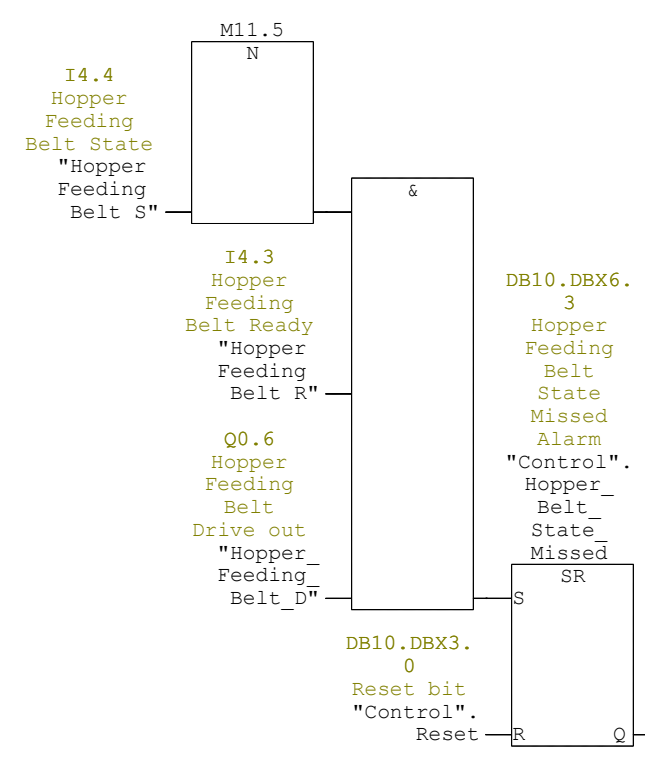 M11.5
N
I4.4
Hopper
Feeding
Belt State
"Hopper
Feeding
Belt S"
&
I4.3
Hopper
Feeding
Belt Ready
"Hopper
Feeding
Belt R"
Q0.6
Hopper
Feeding
Belt
Drive out
"Hopper_
Feeding_
Belt_D"
DB10.DBX6.
3
Hopper
Feeding
Belt
State
Missed
Alarm
"Control".
Hopper_
Belt_
State_
Missed
SR
S
DB10.DBX3.
0
Reset bit
"Control".
Reset
R
Q